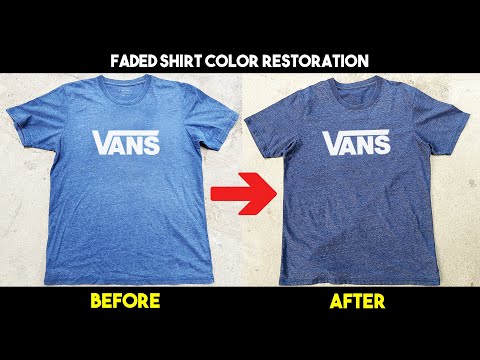 FADED SHIRT COLOR RESTORATION
VANS
VANS
BEFORE
AFTER